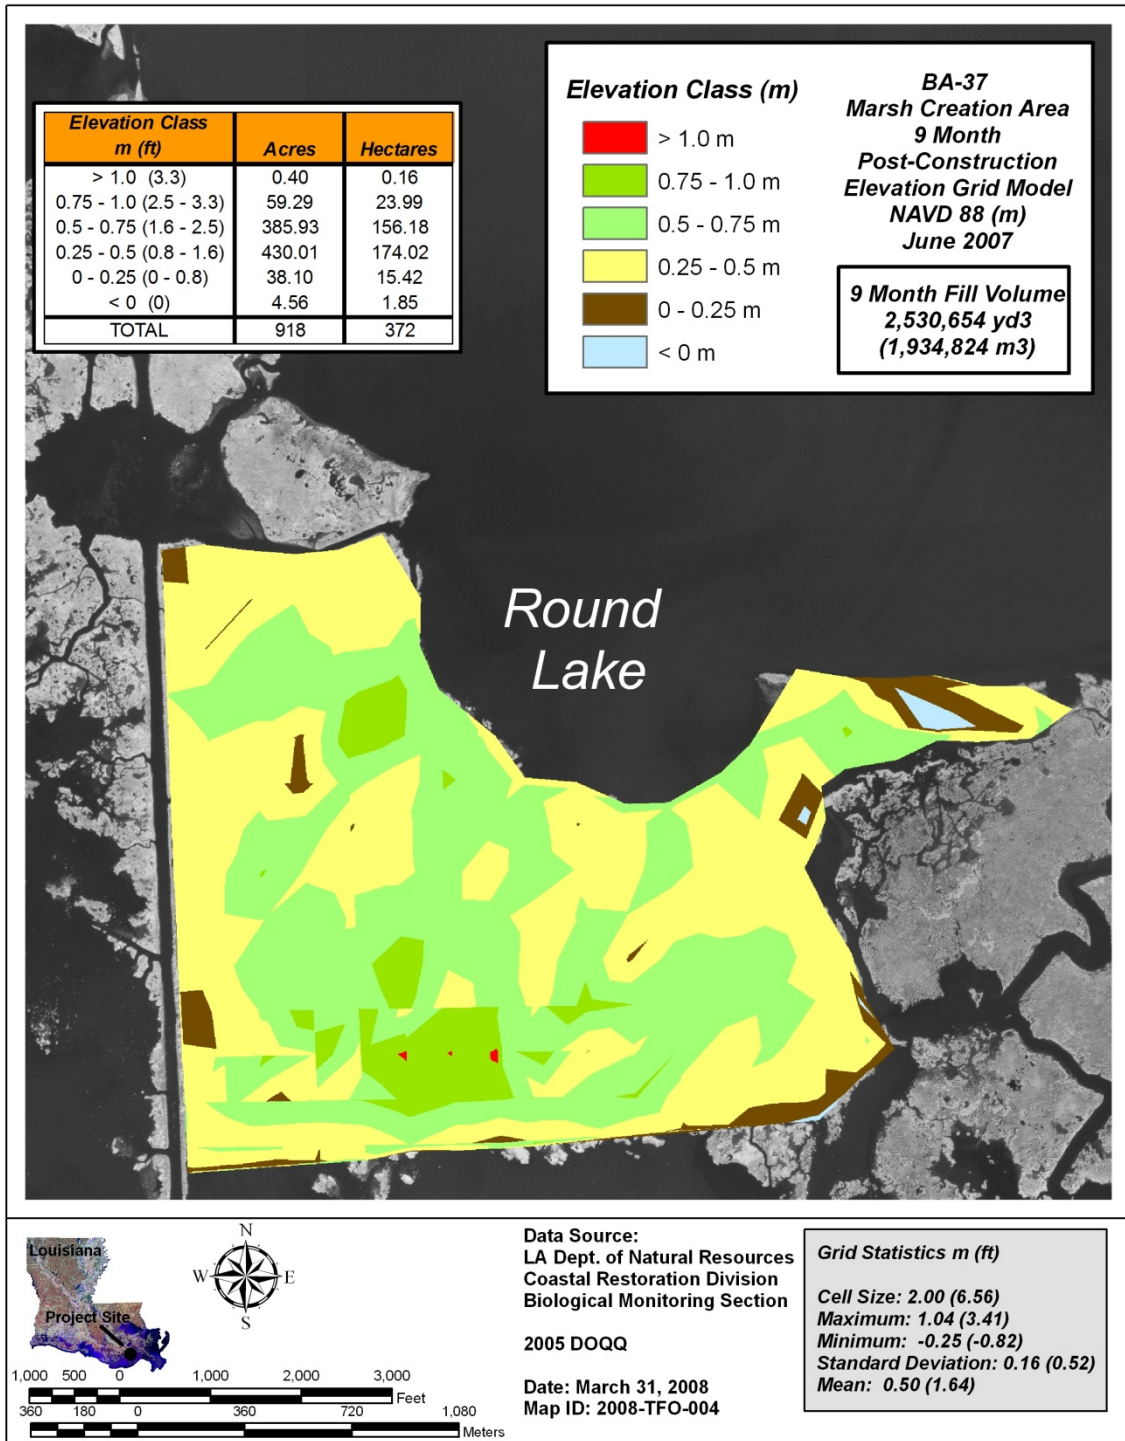 Elevation Class
m (ft) Acres Hectares
> 1.0 (3.3) 0.40 0.16
0.75 - 1.0 (2.5 - 3.3) 59.29 23.99
0.5 - 0.75 (1.6 - 2.5) 385.93 156.18
0.25 - 0.5 (0.8 - 1.6) 430.01 174.02
0 - 0.25 (0 - 0.8) 38.10 15.42
< 0 (0) 4.56 1.85
TOTAL 918 372
Elevation Class (m)
> 1.0 m
0.75 - 1.0 m
0.5 - 0.75 m
0.25 - 0.5 m
0 - 0.25 m
< 0 m
BA-37
Marsh Creation Area
9 Month
Post-Construction
Elevation Grid Model
NAVD 88 (m)
June 2007
9 Month Fill Volume
2,530,654 yd3
(1,934,824 m3)
Round
Lake
Louisiana
Project Site
N
W E
S
1,000 500 0 1,000 2,000 3,000
Feet
360 180 0 360 720 1,080
Meters
Data Source:
LA Dept. of Natural Resources
Coastal Restoration Division
Biological Monitoring Section
2005 DOQQ
Date: March 31, 2008
Map ID: 2008-TFO-004
Grid Statistics m (ft)
Cell Size: 2.00 (6.56)
Maximum: 1.04 (3.41)
Minimum: -0.25 (-0.82)
Standard Deviation: 0.16 (0.52)
Mean: 0.50 (1.64)